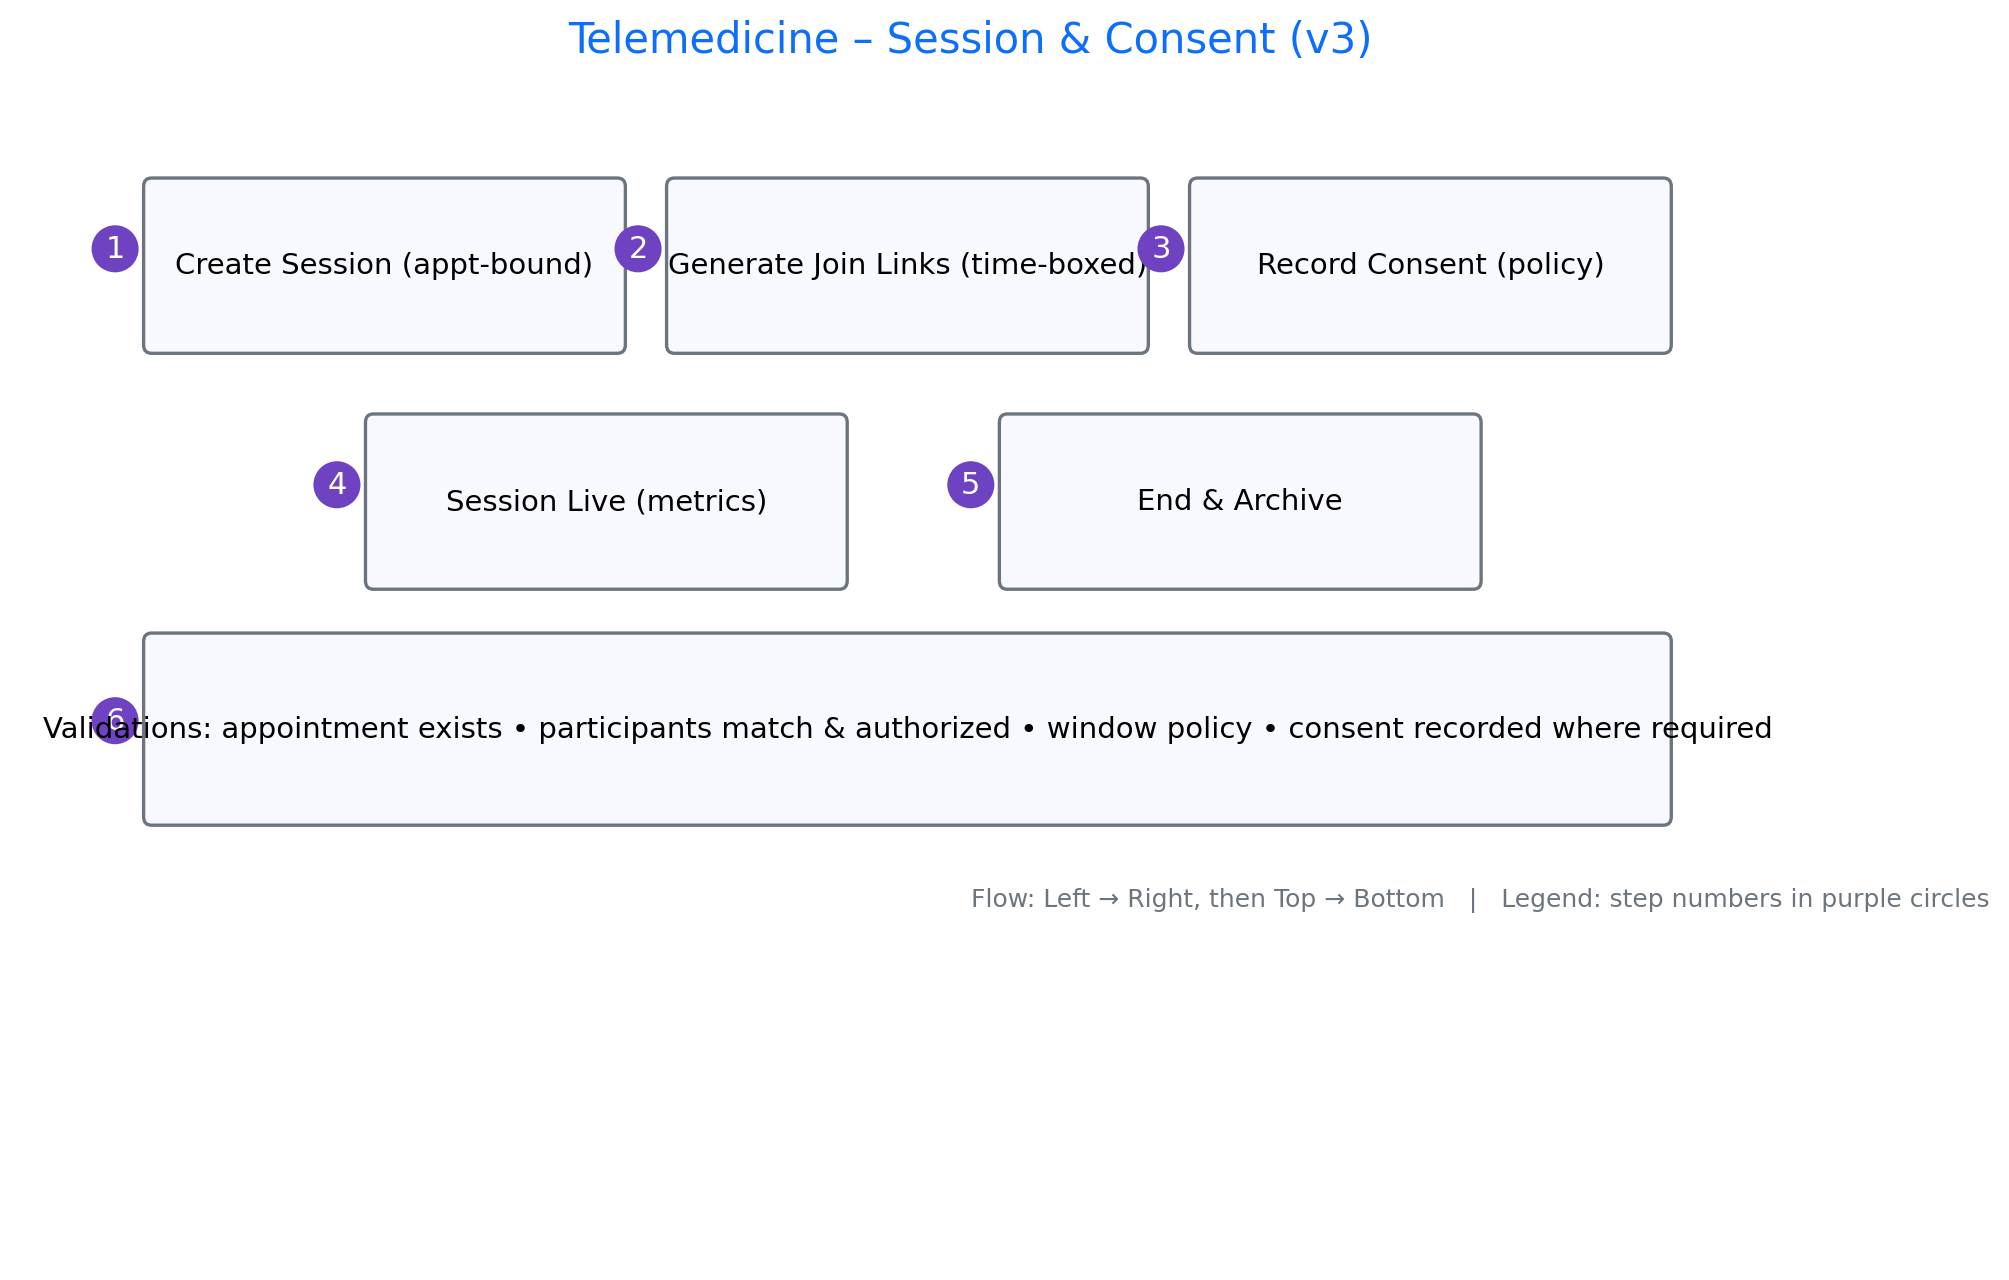 Telemedicine – Session & Consent (v3)
1
Create Session (appt-bound)
2
Generate Join Links (time-boxed)
3
Record Consent (policy)
4
Session Live (metrics)
5
End & Archive
6
Validations: appointment exists • participants match & authorized • window policy • consent recorded where required
Flow: Left → Right, then Top → Bottom | Legend: step numbers in purple circles